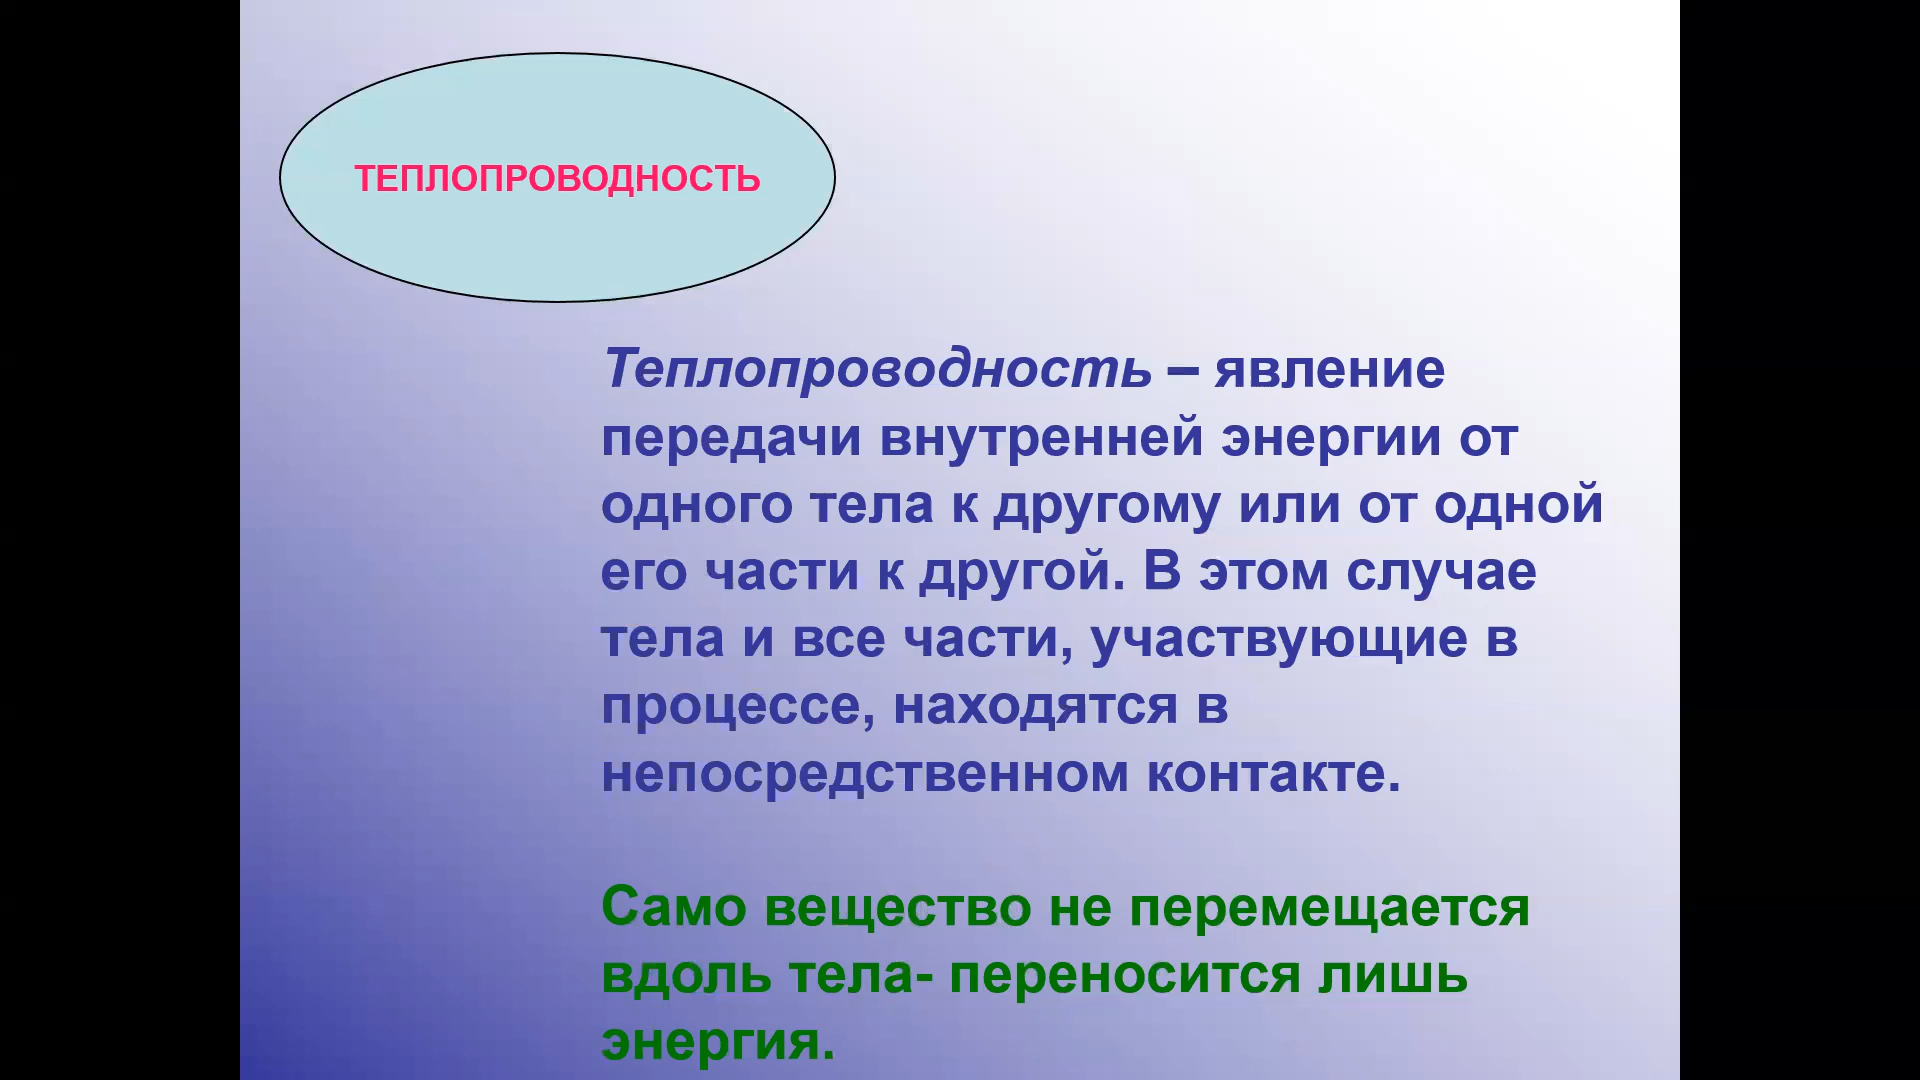 ТЕПЛОПРОВОДНОСТЬ
Теплопроводность – явление
передачи внутренней энергии от
одного тела к другому или от одной
его части к другой. В этом случае
тела и все части, участвующие в
процессе, находятся в
непосредственном контакте.
Само вещество не перемещается
вдоль тела- переносится лишь
энергия.